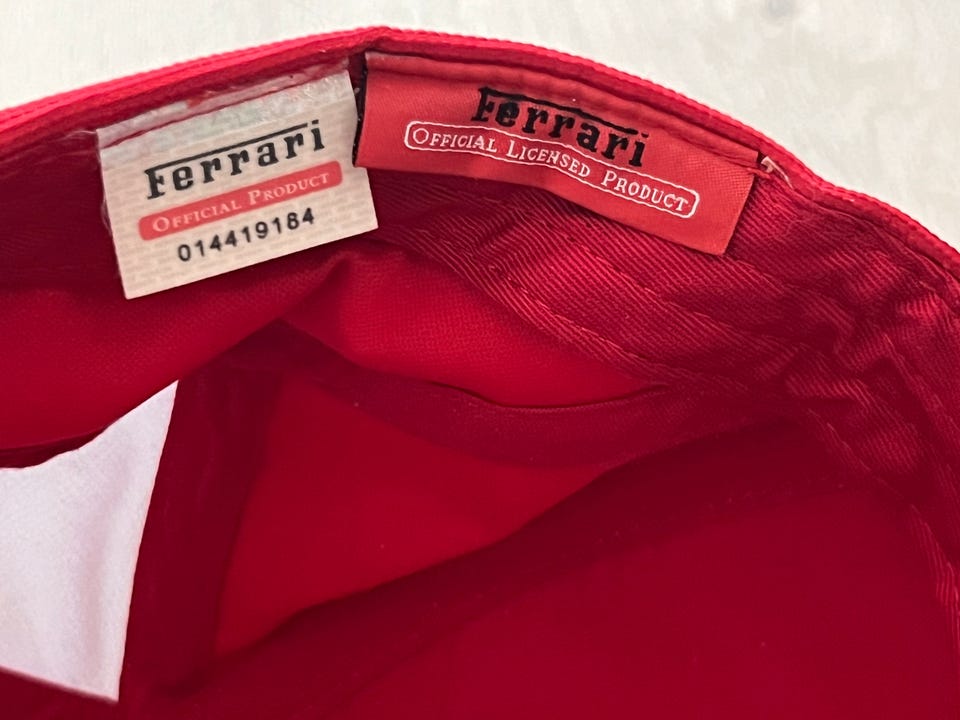 Ferrari
OFFICIAL PRODUCT
014419184
Ferrari
OFFICIAL LICENSED PRODUCT